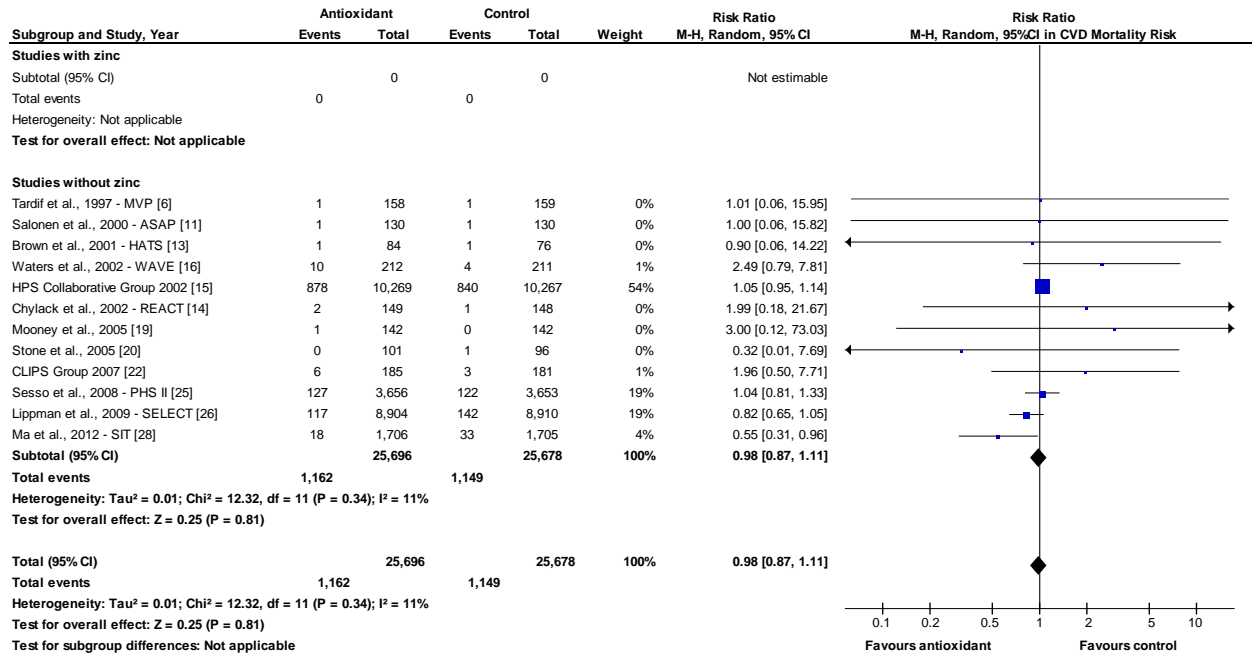 Antioxidant Control Risk Ratio Risk Ratio
Subgroup and Study, Year Events Total Events Total Weight M-H, Random, 95% CI M-H, Random, 95%CI in CVD Mortality Risk
Studies with zinc
Subtotal (95% CI) 0 0 Not estimable
Total events 0 0
Heterogeneity: Not applicable
Test for overall effect: Not applicable
Studies without zinc
Tardif et al., 1997 - MVP [6] 1 158 1 159 0% 1.01 [0.06, 15.95]
Salonen et al., 2000 - ASAP [11] 1 130 1 130 0% 1.00 [0.06, 15.82]
Brown et al., 2001 - HATS [13] 1 84 1 76 0% 0.90 [0.06, 14.22]
Waters et al., 2002 - WAVE [16] 10 212 4 211 1% 2.49 [0.79, 7.81]
HPS Collaborative Group 2002 [15] 878 10,269 840 10,267 54% 1.05 [0.95, 1.14]
Chylack et al., 2002 - REACT [14] 2 149 1 148 0% 1.99 [0.18, 21.67]
Mooney et al., 2005 [19] 1 142 0 142 0% 3.00 [0.12, 73.03]
Stone et al., 2005 [20] 0 101 1 96 0% 0.32 [0.01, 7.69]
CLIPS Group 2007 [22] 6 185 3 181 1% 1.96 [0.50, 7.71]
Sesso et al., 2008 - PHS II [25] 127 3,656 122 3,653 19% 1.04 [0.81, 1.33]
Lippman et al., 2009 - SELECT [26] 117 8,904 142 8,910 19% 0.82 [0.65, 1.05]
Ma et al., 2012 - SIT [28] 18 1,706 33 1,705 4% 0.55 [0.31, 0.96]
Subtotal (95% CI) 25,696 25,678 100% 0.98 [0.87, 1.11]
Total events 1,162 1,149
Heterogeneity: Tau² = 0.01; Chi² = 12.32, df = 11 (P = 0.34); I² = 11%
Test for overall effect: Z = 0.25 (P = 0.81)
Total (95% CI) 25,696 25,678 100% 0.98 [0.87, 1.11]
Total events 1,162 1,149
Heterogeneity: Tau² = 0.01; Chi² = 12.32, df = 11 (P = 0.34); I² = 11%
Test for overall effect: Z = 0.25 (P = 0.81)
Test for subgroup differences: Not applicable
0.1 0.2 0.5 1 2 5 10
Favours antioxidant Favours control